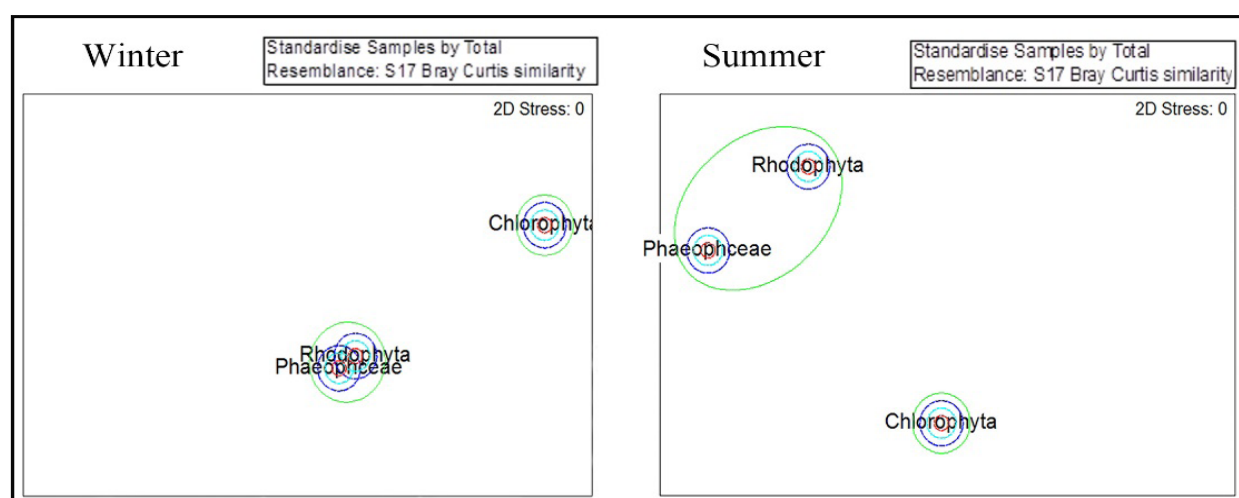 Winter
Standardise Samples by Total
Resemblance: S17 Bray Curtis similarity
2D Stress: 0
Chlorophyta
Rhodophyta
Phaeophceae
Summer
Standardise Samples by Total
Resemblance: S17 Bray Curtis similarity
2D Stress: 0
Rhodophyta
Phaeophceae
Chlorophyta